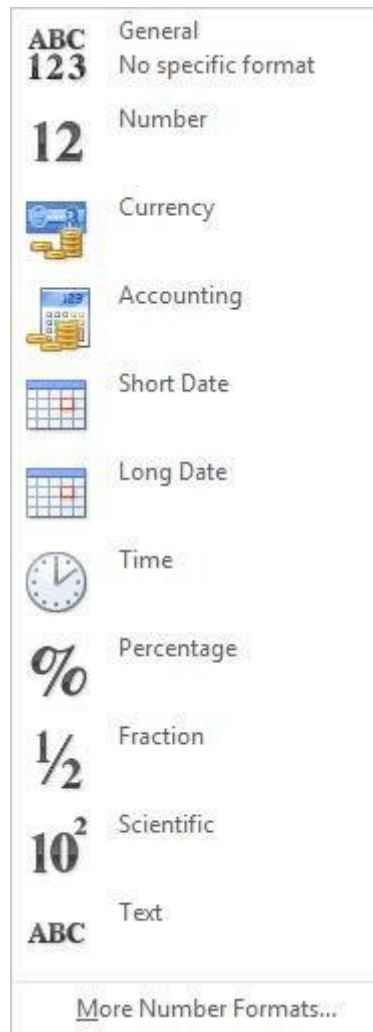 ABC
123
General
No specific format
12
Number
Currency
123
Accounting
Short Date
Long Date
Time
%
Percentage
1/2
Fraction
10²
Scientific
ABC
Text
More Number Formats...